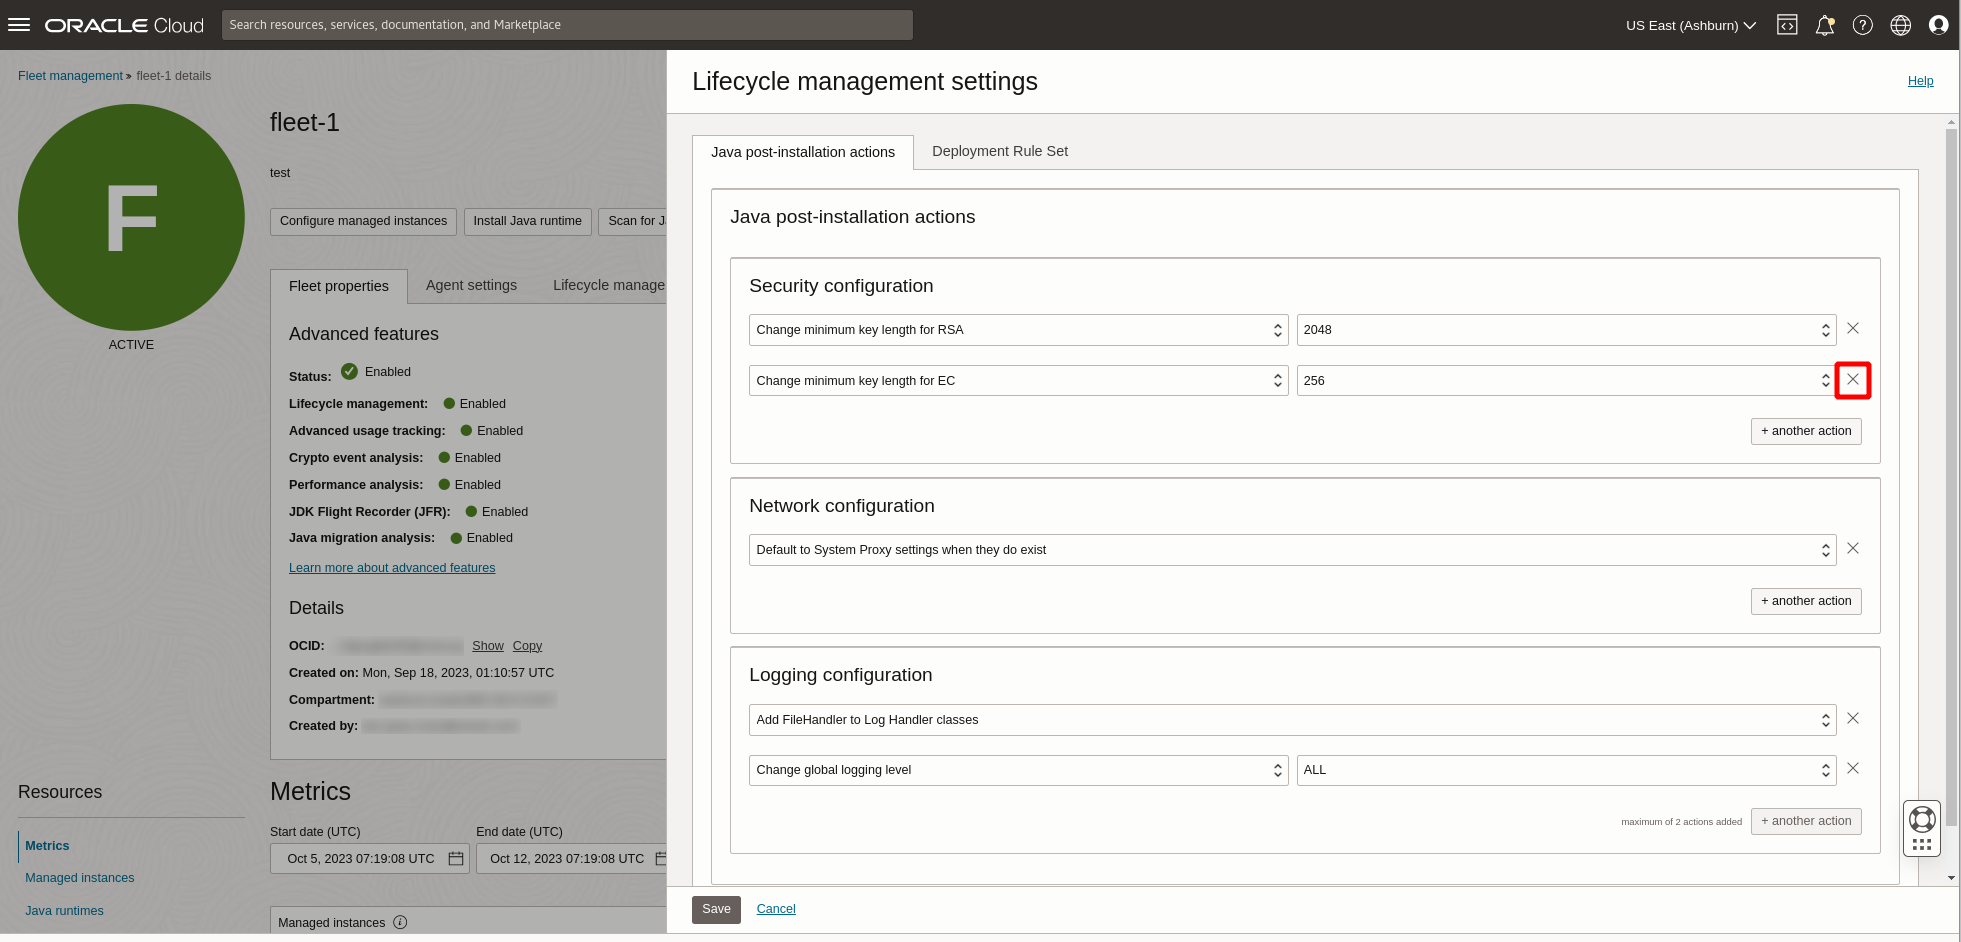 ORACLE Cloud
Search resources, services, documentation, and Marketplace
US East (Ashburn)
Fleet management » fleet-1 details
F
ACTIVE
fleet-1
test
Configure managed instances
Install Java runtime
Scan for J
Fleet properties
Agent settings
Lifecycle manage
Advanced features
Status: Enabled
Lifecycle management: Enabled
Advanced usage tracking: Enabled
Crypto event analysis: Enabled
Performance analysis: Enabled
JDK Flight Recorder (JFR): Enabled
Java migration analysis: Enabled
Learn more about advanced features
Details
OCID: Show Copy
Created on: Mon, Sep 18, 2023, 01:10:57 UTC
Compartment:
Created by:
Resources
Metrics
Managed instances
Java runtimes
Metrics
Start date (UTC)
End date (UTC)
Oct 5, 2023 07:19:08 UTC
Oct 12, 2023 07:19:08 UTC
Managed instances
Lifecycle management settings
Help
Java post-installation actions
Deployment Rule Set
Java post-installation actions
Security configuration
Change minimum key length for RSA
2048
Change minimum key length for EC
256
+ another action
Network configuration
Default to System Proxy settings when they do exist
+ another action
Logging configuration
Add FileHandler to Log Handler classes
Change global logging level
ALL
maximum of 2 actions added
+ another action
Save
Cancel